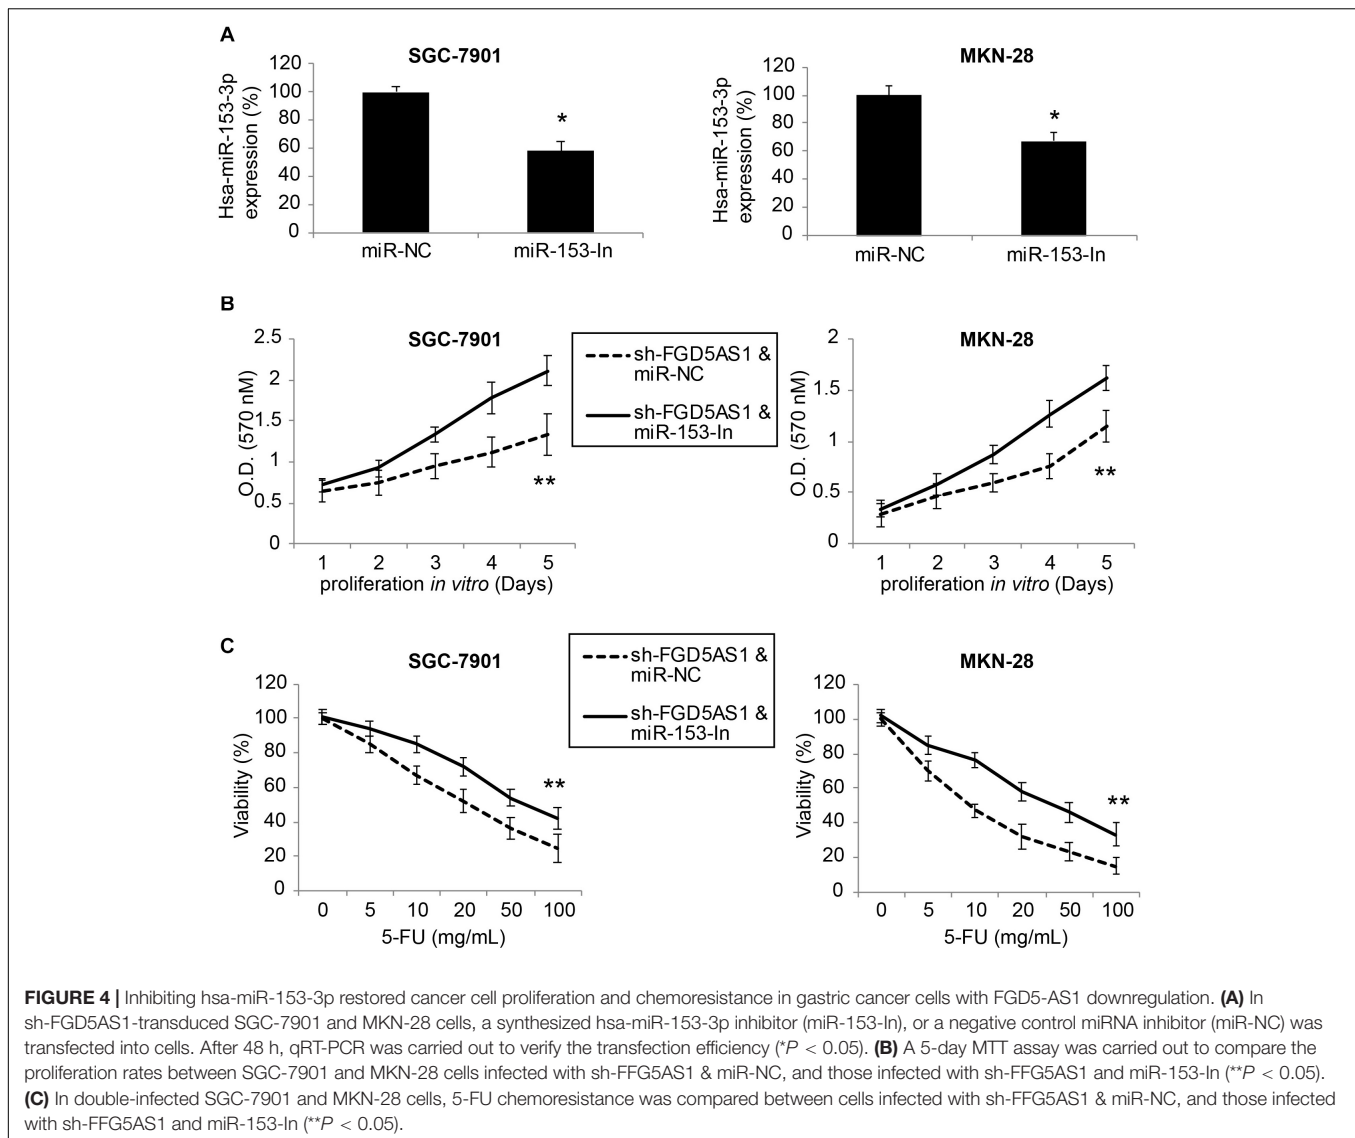 A
SGC-7901
Hsa-miR-153-3p
expression (%)
120
100
80
60
40
20
0
*
miR-NC
miR-153-In
MKN-28
Hsa-miR-153-3p
expression (%)
120
100
80
60
40
20
0
*
miR-NC
miR-153-In
B
SGC-7901
O.D. (570 nM)
2.5
2
1.5
1
0.5
0
**
1 2 3 4 5
proliferation in vitro (Days)
sh-FGD5AS1 &
miR-NC
sh-FGD5AS1 &
miR-153-In
MKN-28
O.D. (570 nM)
2
1.5
1
0.5
0
**
1 2 3 4 5
proliferation in vitro (Days)
C
SGC-7901
Viability (%)
120
100
80
60
40
20
0
**
0 5 10 20 50 100
5-FU (mg/mL)
sh-FGD5AS1 &
miR-NC
sh-FGD5AS1 &
miR-153-In
MKN-28
Viability (%)
120
100
80
60
40
20
0
**
0 5 10 20 50 100
5-FU (mg/mL)
FIGURE 4 | Inhibiting hsa-miR-153-3p restored cancer cell proliferation and chemoresistance in gastric cancer cells with FGD5-AS1 downregulation. (A) In
sh-FGD5AS1-transduced SGC-7901 and MKN-28 cells, a synthesized hsa-miR-153-3p inhibitor (miR-153-In), or a negative control miRNA inhibitor (miR-NC) was
transfected into cells. After 48 h, qRT-PCR was carried out to verify the transfection efficiency (*P < 0.05). (B) A 5-day MTT assay was carried out to compare the
proliferation rates between SGC-7901 and MKN-28 cells infected with sh-FFG5AS1 & miR-NC, and those infected with sh-FFG5AS1 and miR-153-In (**P < 0.05).
(C) In double-infected SGC-7901 and MKN-28 cells, 5-FU chemoresistance was compared between cells infected with sh-FFG5AS1 & miR-NC, and those infected
with sh-FFG5AS1 and miR-153-In (**P < 0.05).